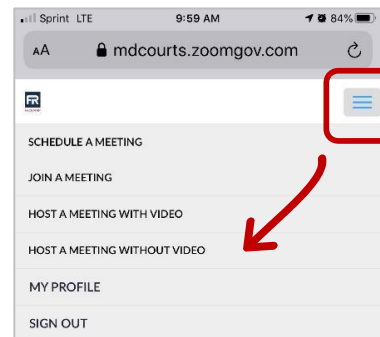 Sprint LTE 9:59 AM 84%
AA mdcourts.zoomgov.com
FR
SCHEDULE A MEETING
JOIN A MEETING
HOST A MEETING WITH VIDEO
HOST A MEETING WITHOUT VIDEO
MY PROFILE
SIGN OUT